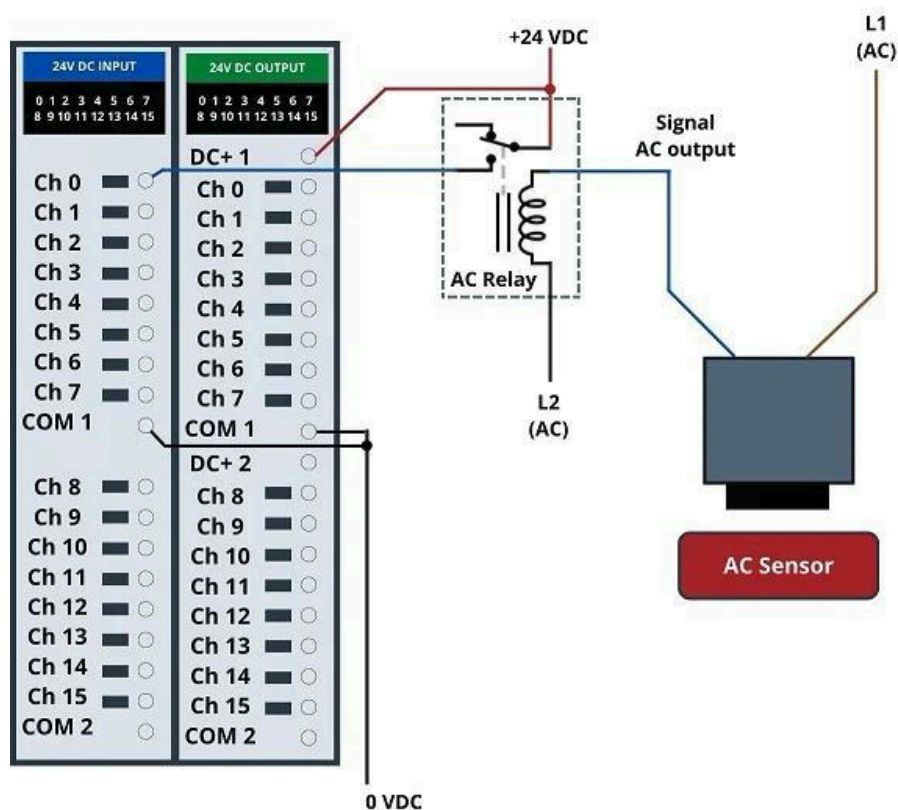 +24 VDC
L1
(AC)
24V DC INPUT
0 1 2 3 4 5 6 7
8 9 10 11 12 13 14 15
Ch 0
Ch 1
Ch 2
Ch 3
Ch 4
Ch 5
Ch 6
Ch 7
COM 1
Ch 8
Ch 9
Ch 10
Ch 11
Ch 12
Ch 13
Ch 14
Ch 15
COM 2
24V DC OUTPUT
0 1 2 3 4 5 6 7
8 9 10 11 12 13 14 15
DC+ 1
Ch 0
Ch 1
Ch 2
Ch 3
Ch 4
Ch 5
Ch 6
Ch 7
COM 1
DC+ 2
Ch 8
Ch 9
Ch 10
Ch 11
Ch 12
Ch 13
Ch 14
Ch 15
COM 2
Signal
AC output
AC Relay
L2
(AC)
AC Sensor
0 VDC